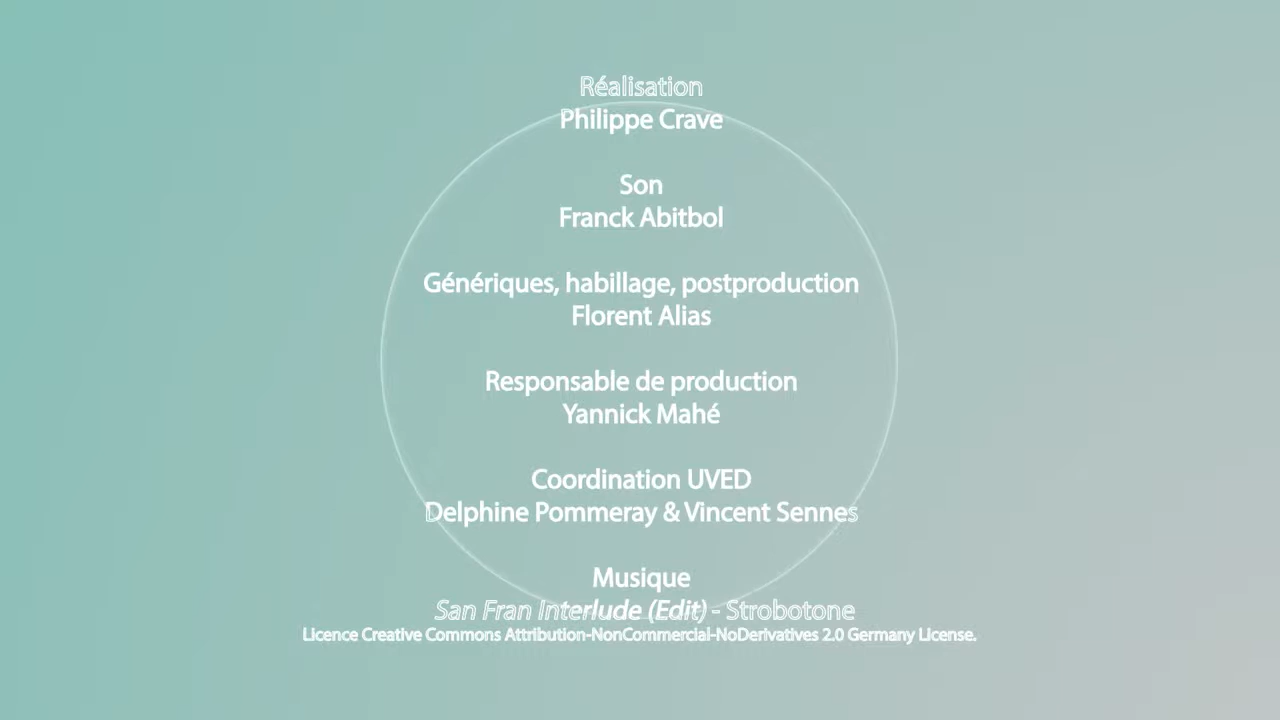 Réalisation
Philippe Crave
Son
Franck Abitbol
Génériques, habillage, postproduction
Florent Alias
Responsable de production
Yannick Mahé
Coordination UVED
Delphine Pommeray & Vincent Sennes
Musique
San Fran Interlude (Edit) - Strobotone
Licence Creative Commons Attribution-NonCommercial-NoDerivatives 2.0 Germany License.